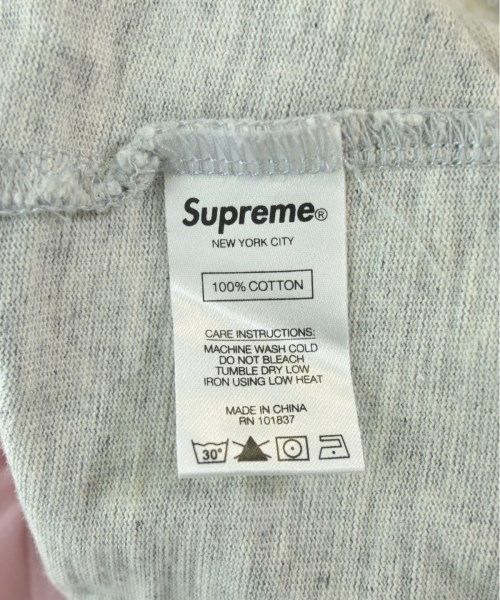 Supreme®
NEW YORK CITY
100% COTTON
CARE INSTRUCTIONS:
MACHINE WASH COLD
DO NOT BLEACH
TUMBLE DRY LOW
IRON USING LOW HEAT
MADE IN CHINA
RN 101837
30°